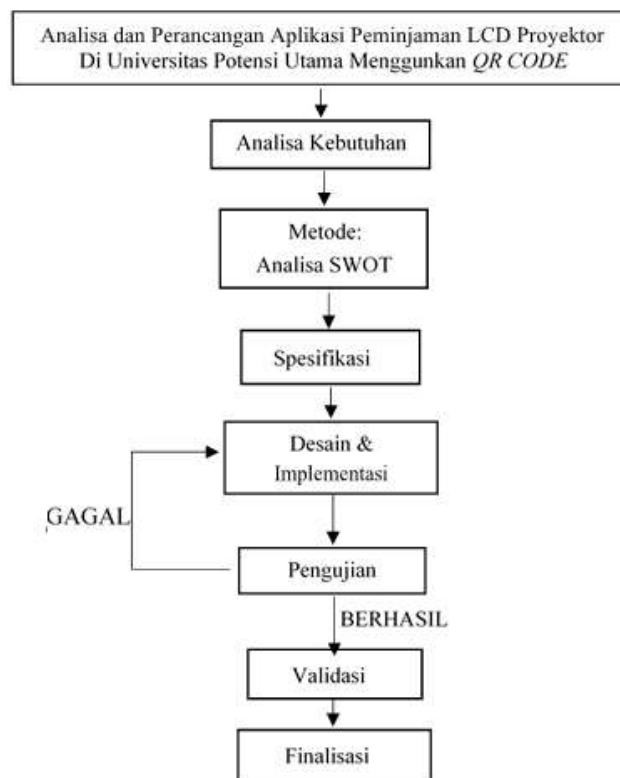 Analisa dan Perancangan Aplikasi Peminjaman LCD Proyektor
Di Universitas Potensi Utama Menggunkan QR CODE
Analisa Kebutuhan
Metode:
Analisa SWOT
Spesifikasi
Desain &
Implementasi
GAGAL
Pengujian
BERHASIL
Validasi
Finalisasi